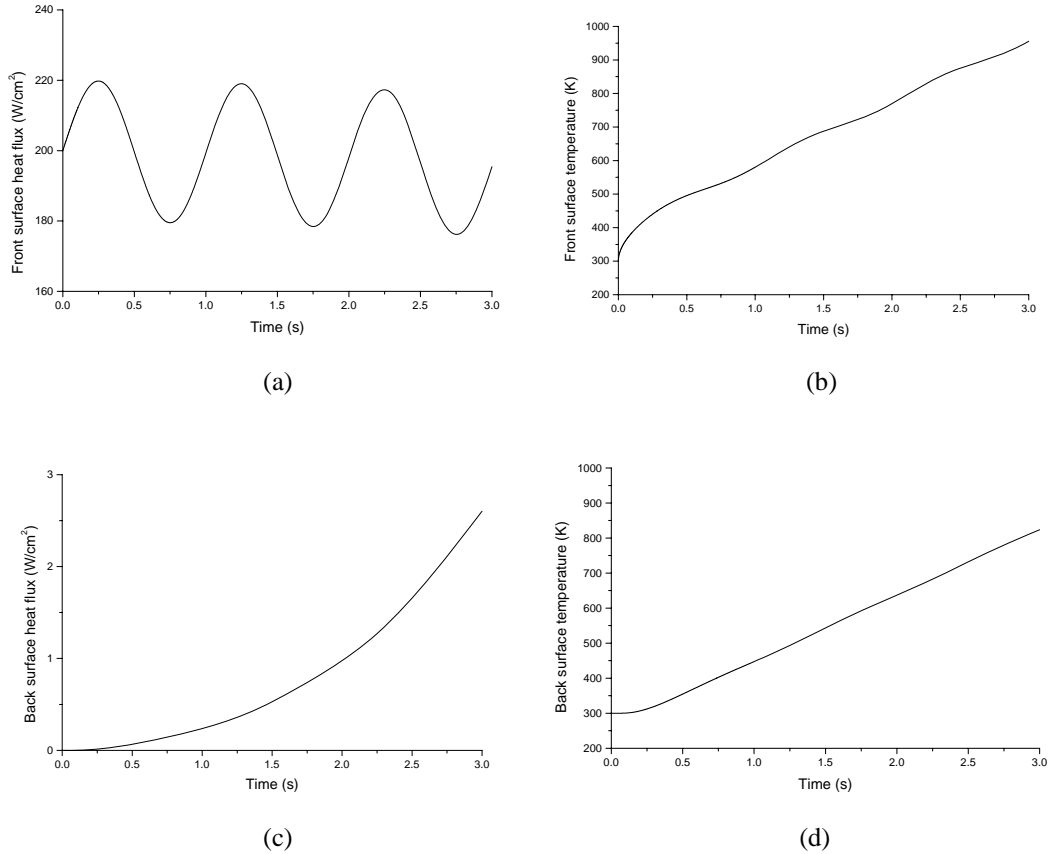 Front surface heat flux (W/cm²)
240
220
200
180
160
0.0 0.5 1.0 1.5 2.0 2.5 3.0
Time (s)
(a)
Front surface temperature (K)
1000
900
800
700
600
500
400
300
200
0.0 0.5 1.0 1.5 2.0 2.5 3.0
Time (s)
(b)
Back surface heat flux (W/cm²)
3
2
1
0
0.0 0.5 1.0 1.5 2.0 2.5 3.0
Time (s)
(c)
Back surface temperature (K)
1000
900
800
700
600
500
400
300
200
0.0 0.5 1.0 1.5 2.0 2.5 3.0
Time (s)
(d)